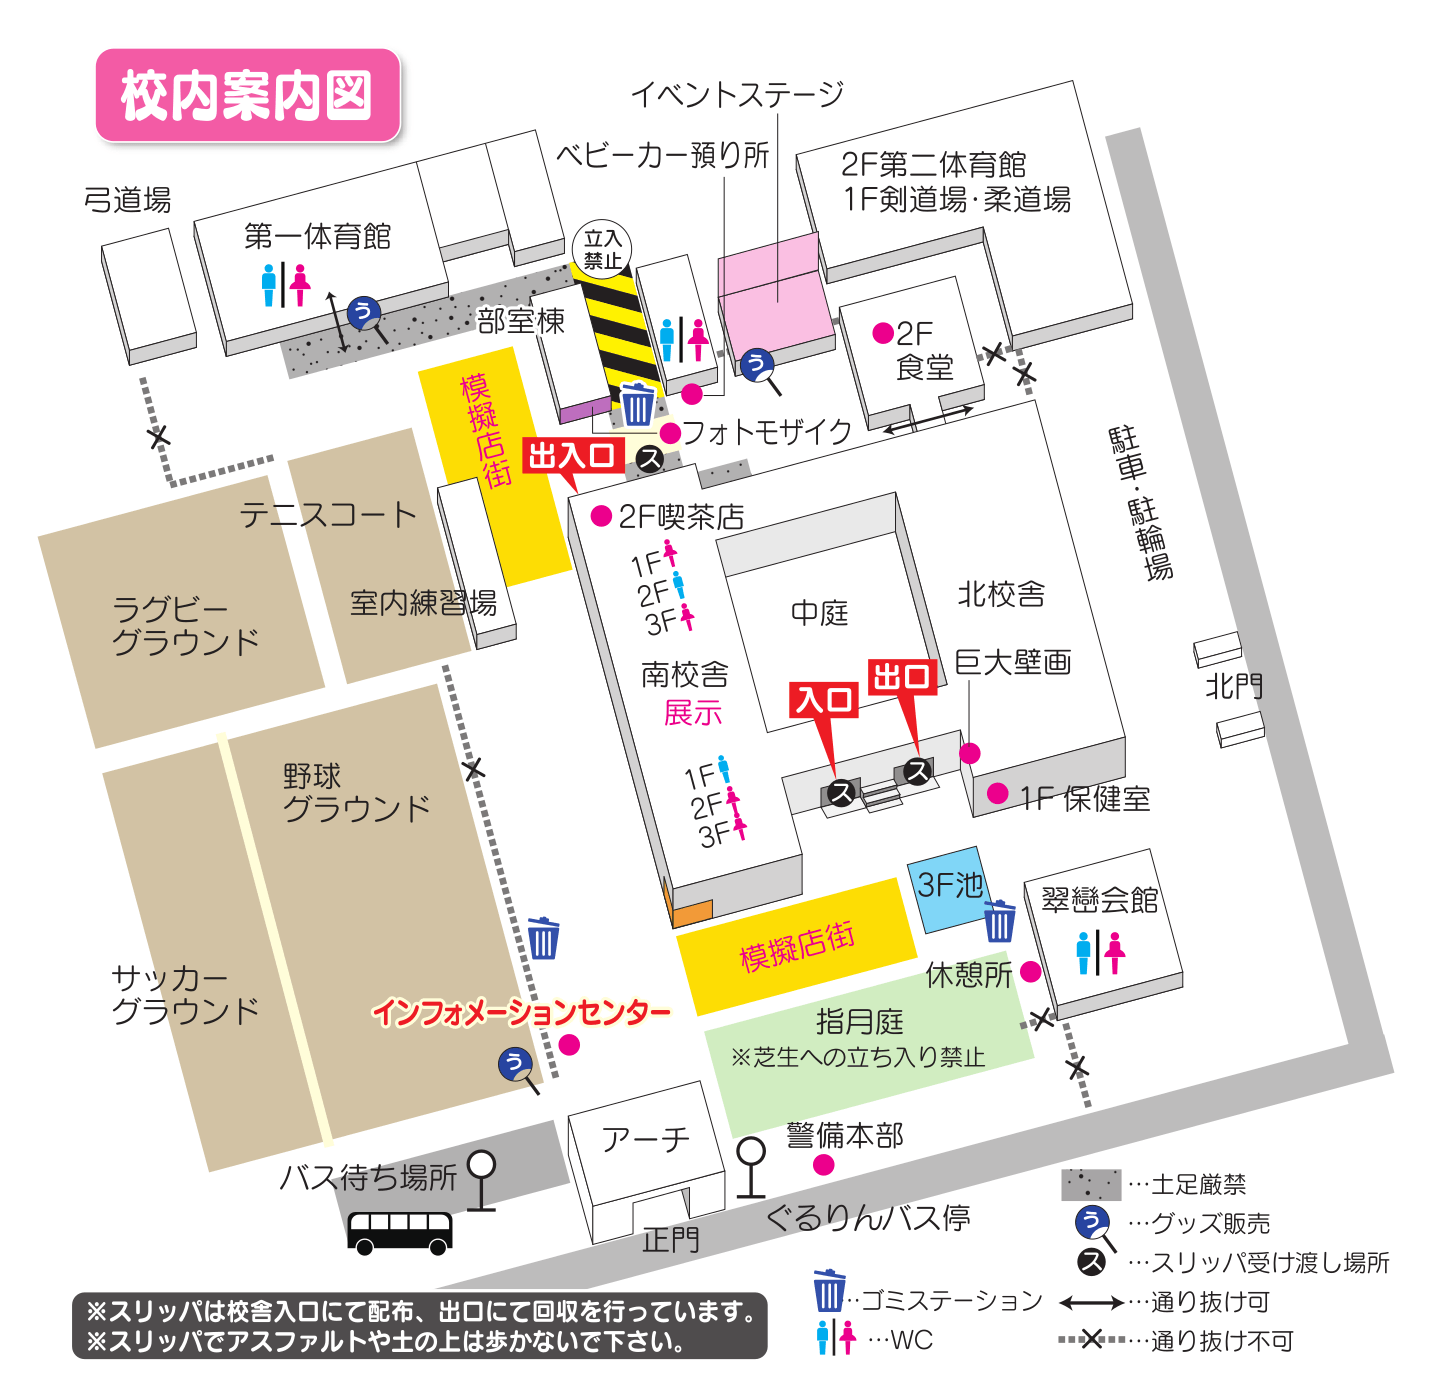 校内案内図
イベントステージ
ベビーカー預り所
2F第二体育館
1F剣道場・柔道場
弓道場
第一体育館
立入
禁止
う
部室棟
う
2F
食堂
模擬店街
フォトモザイク
出入口
ス
駐車・駐輪場
テニスコート
2F喫茶店
1F
2F
3F
室内練習場
ラグビー
グラウンド
中庭
北校舎
南校舎
展示
巨大壁画
出口
入口
北門
ス
ス
野球
グラウンド
1F
2F
3F
1F 保健室
3F池
翠巒会館
模擬店街
サッカー
グラウンド
休憩所
インフォメーションセンター
指月庭
※芝生への立ち入り禁止
う
アーチ
警備本部
バス待ち場所
ぐるりんバス停
正門
…土足厳禁
う…グッズ販売
ス…スリッパ受け渡し場所
…ゴミステーション
…通り抜け可
…WC
…通り抜け不可
※スリッパは校舎入口にて配布、出口にて回収を行っています。
※スリッパでアスファルトや土の上は歩かないで下さい。